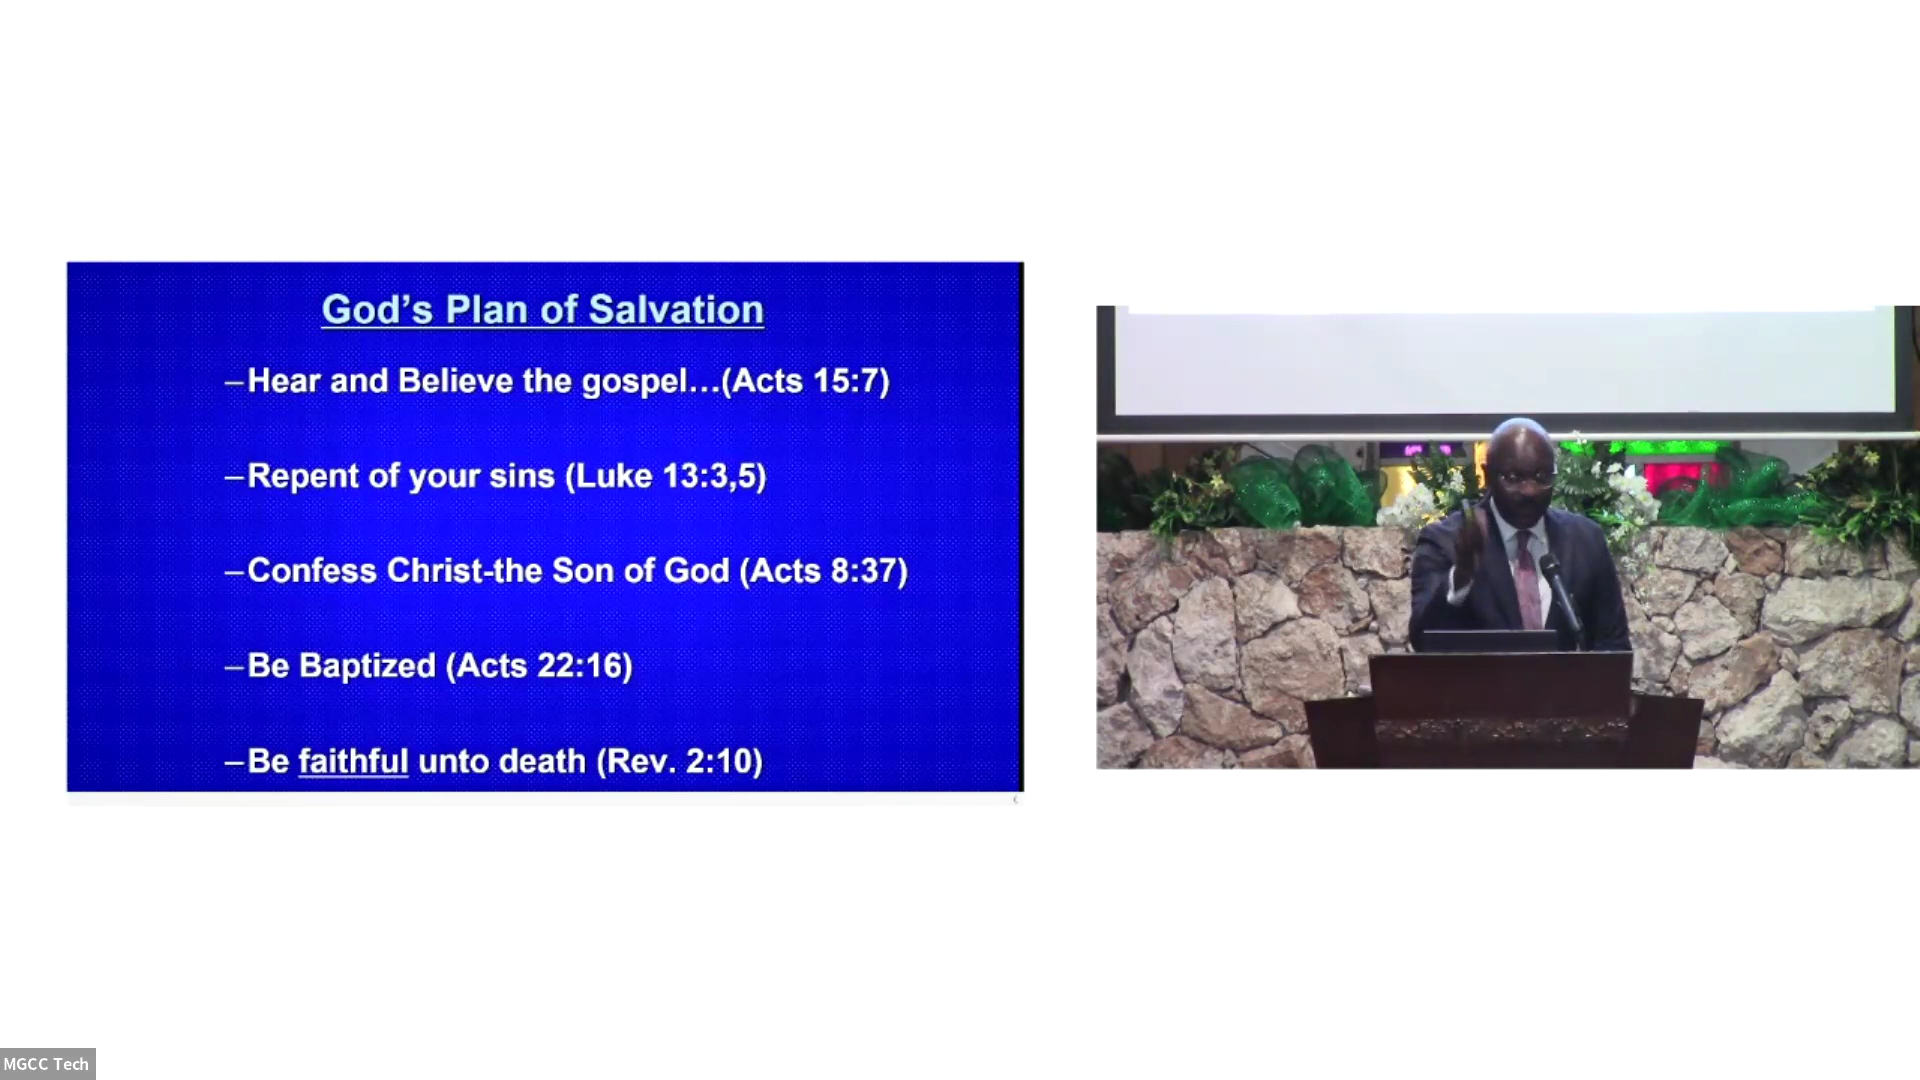 God’s Plan of Salvation
–Hear and Believe the gospel…(Acts 15:7)
–Repent of your sins (Luke 13:3,5)
–Confess Christ-the Son of God (Acts 8:37)
–Be Baptized (Acts 22:16)
–Be faithful unto death (Rev. 2:10)
MGCC Tech